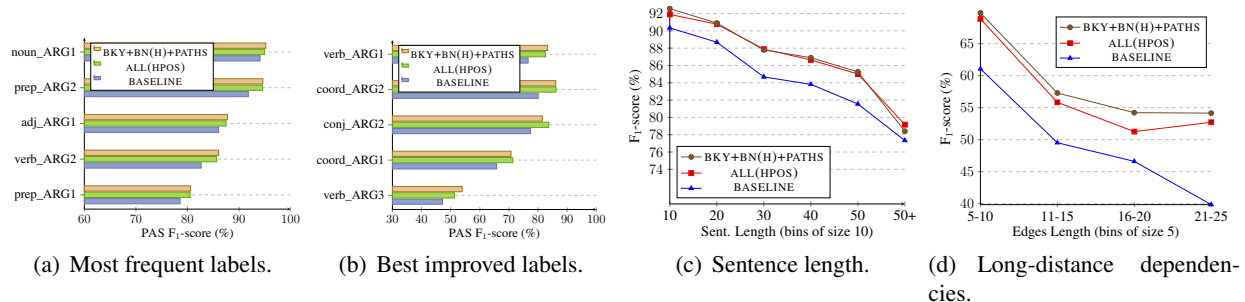 noun_ARG1
prep_ARG2
adj_ARG1
verb_ARG2
prep_ARG1
BKY+BN(H)+PATHS
ALL(HPOS)
BASELINE
60 70 80 90 100
PAS F1-score (%)
(a) Most frequent labels.
verb_ARG1
coord_ARG2
conj_ARG2
coord_ARG1
verb_ARG3
BKY+BN(H)+PATHS
ALL(HPOS)
BASELINE
30 40 50 60 70 80 90 100
PAS F1-score (%)
(b) Best improved labels.
F1-score (%)
92
90
88
86
84
82
80
78
76
74
BKY+BN(H)+PATHS
ALL(HPOS)
BASELINE
10 20 30 40 50 50+
Sent. Length (bins of size 10)
(c) Sentence length.
F1-score (%)
65
60
55
50
45
40
BKY+BN(H)+PATHS
ALL(HPOS)
BASELINE
5-10 11-15 16-20 21-25
Edges Length (bins of size 5)
(d) Long-distance dependen-
cies.